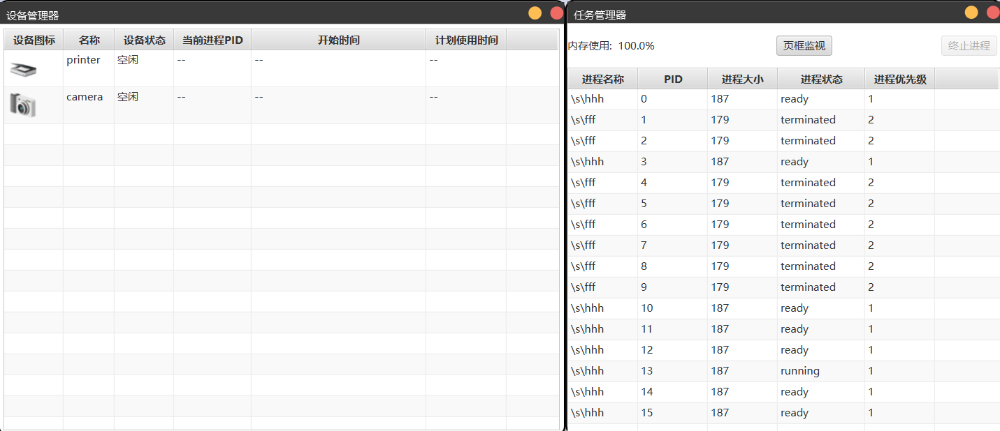 设备管理器
设备图标 名称 设备状态 当前进程PID 开始时间 计划使用时间
printer 空闲 -- -- --
camera 空闲 -- -- --
任务管理器
内存使用: 100.0% 页框监视 终止进程
进程名称 PID 进程大小 进程状态 进程优先级
\s\hhh 0 187 ready 1
\s\fff 1 179 terminated 2
\s\fff 2 179 terminated 2
\s\hhh 3 187 ready 1
\s\fff 4 179 terminated 2
\s\fff 5 179 terminated 2
\s\fff 6 179 terminated 2
\s\fff 7 179 terminated 2
\s\fff 8 179 terminated 2
\s\fff 9 179 terminated 2
\s\hhh 10 187 ready 1
\s\hhh 11 187 ready 1
\s\hhh 12 187 ready 1
\s\hhh 13 187 running 1
\s\hhh 14 187 ready 1
\s\hhh 15 187 ready 1